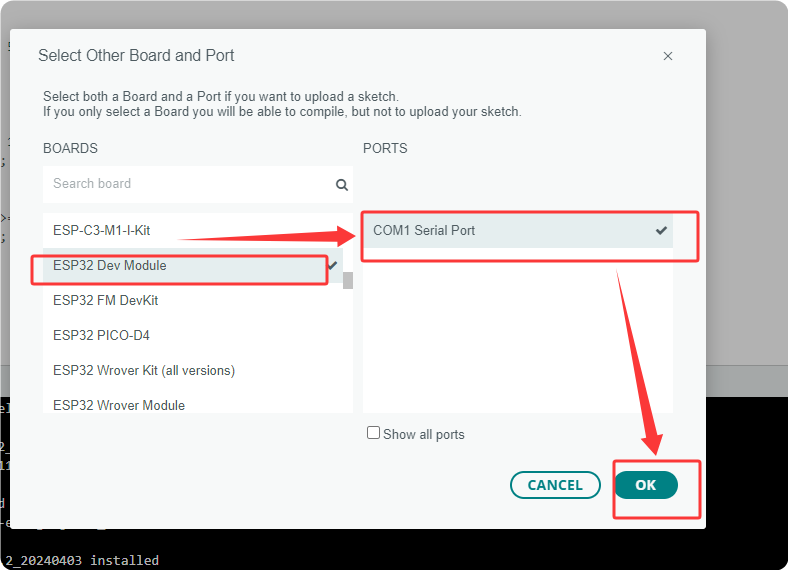 Select Other Board and Port
Select both a Board and a Port if you want to upload a sketch.
If you only select a Board you will be able to compile, but not to upload your sketch.
BOARDS
PORTS
Search board
ESP-C3-M1-I-Kit
COM1 Serial Port
ESP32 Dev Module
ESP32 FM DevKit
ESP32 PICO-D4
ESP32 Wrover Kit (all versions)
ESP32 Wrover Module
Show all ports
CANCEL
OK
2_20240403 installed